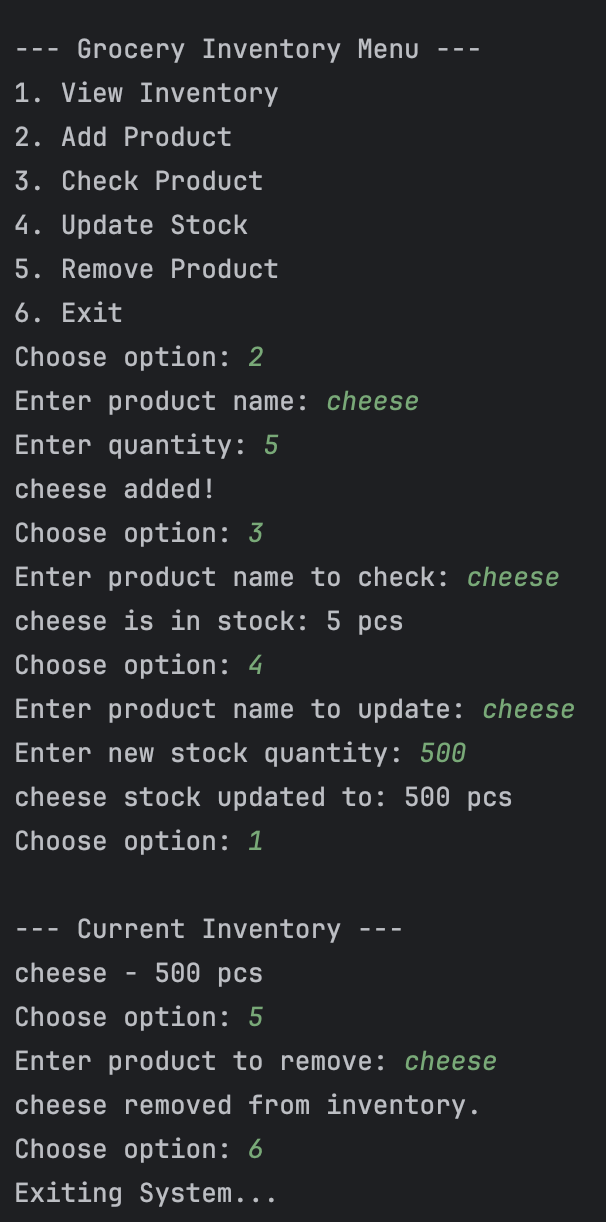 --- Grocery Inventory Menu ---
1. View Inventory
2. Add Product
3. Check Product
4. Update Stock
5. Remove Product
6. Exit
Choose option: 2
Enter product name: cheese
Enter quantity: 5
cheese added!
Choose option: 3
Enter product name to check: cheese
cheese is in stock: 5 pcs
Choose option: 4
Enter product name to update: cheese
Enter new stock quantity: 500
cheese stock updated to: 500 pcs
Choose option: 1
--- Current Inventory ---
cheese - 500 pcs
Choose option: 5
Enter product to remove: cheese
cheese removed from inventory.
Choose option: 6
Exiting System...